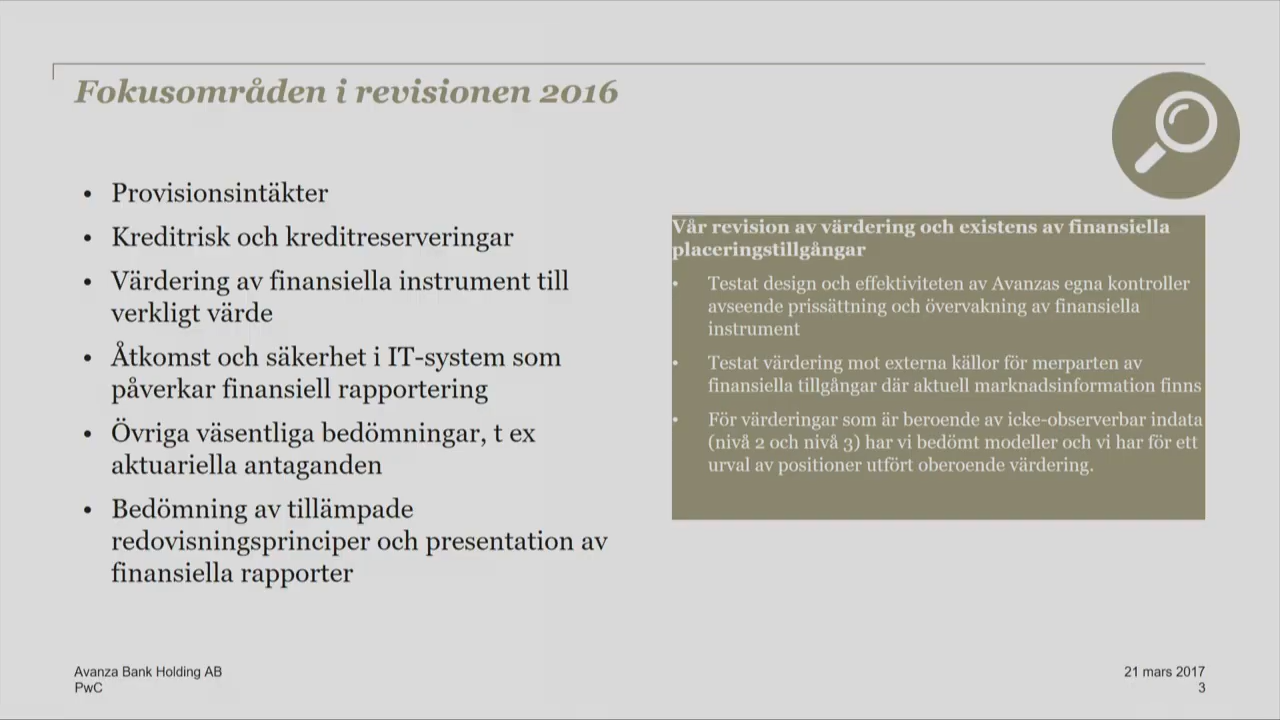 Fokusområden i revisionen 2016
• Provisionsintäkter
• Kreditrisk och kreditreserveringar
• Värdering av finansiella instrument till
verkligt värde
• Åtkomst och säkerhet i IT-system som
påverkar finansiell rapportering
• Övriga väsentliga bedömningar, t ex
aktuariella antaganden
• Bedömning av tillämpade
redovisningsprinciper och presentation av
finansiella rapporter
Vår revision av värdering och existens av finansiella
placeringstillgångar
• Testat design och effektiviteten av Avanzas egna kontroller
avseende prissättning och övervakning av finansiella
instrument
• Testat värdering mot externa källor för merparten av
finansiella tillgångar där aktuell marknadsinformation finns
• För värderingar som är beroende av icke-observerbar indata
(nivå 2 och nivå 3) har vi bedömt modeller och vi har för ett
urval av positioner utfört oberoende värdering.
Avanza Bank Holding AB
PwC
21 mars 2017
3